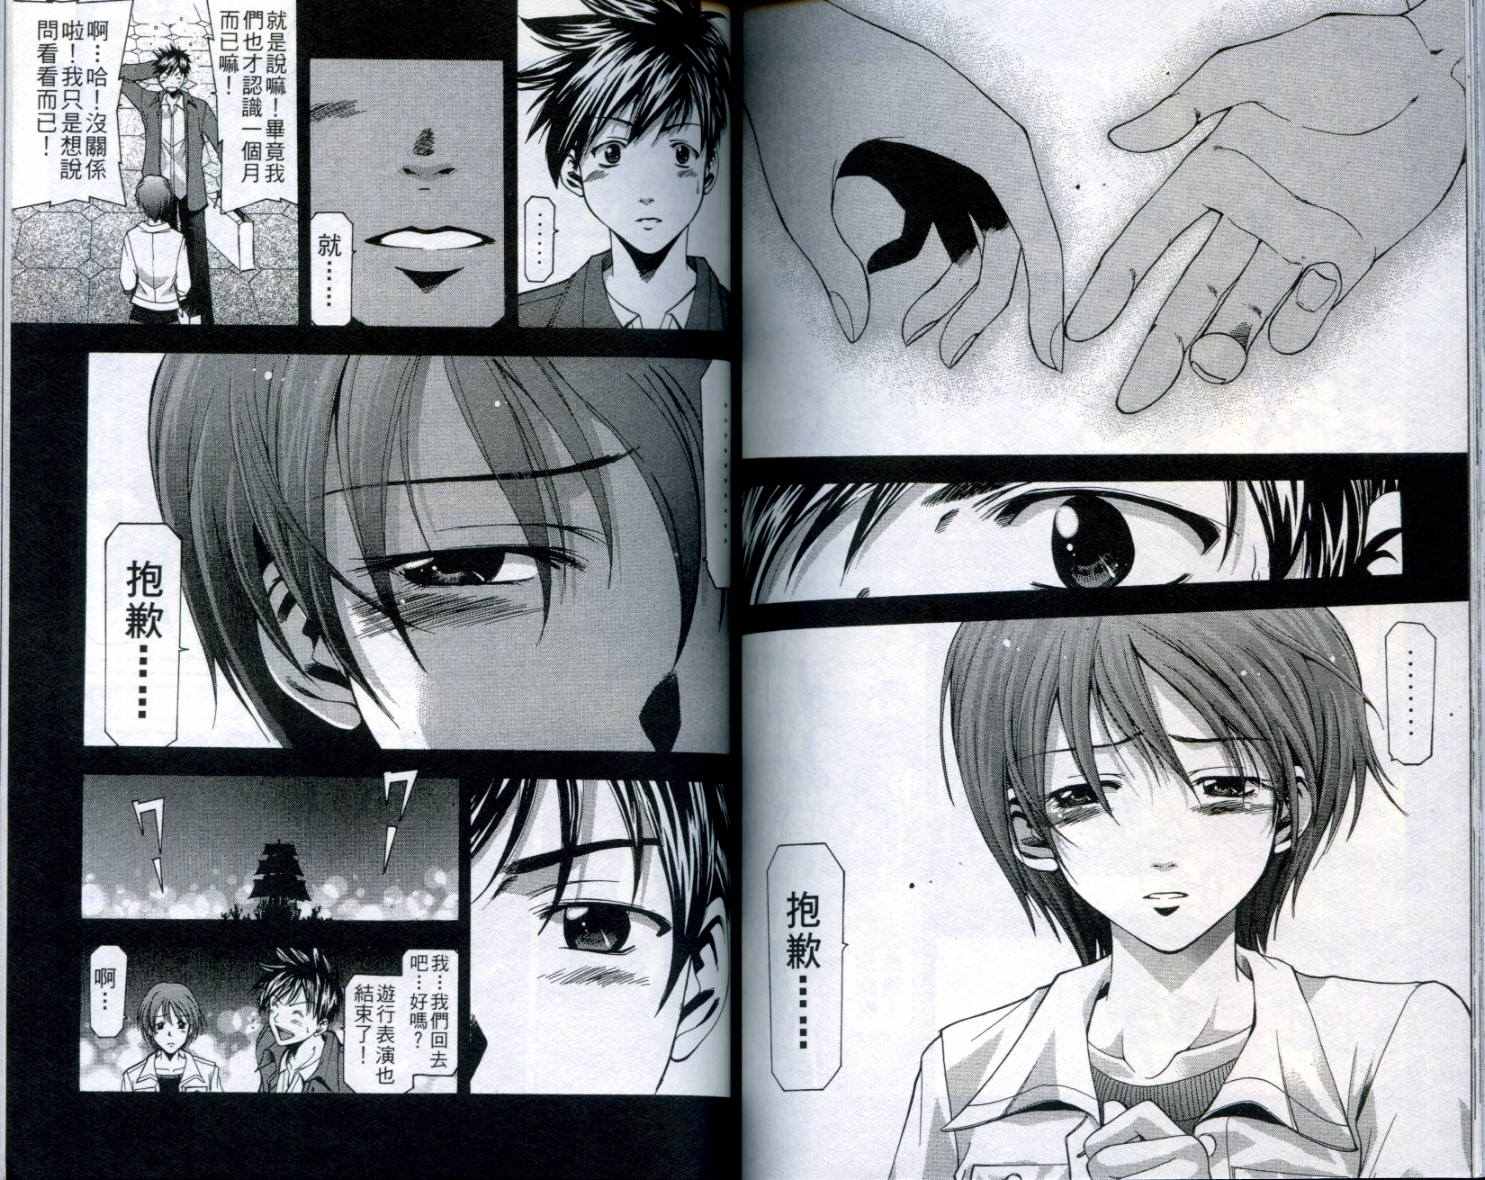 ………
抱歉……
……
就……
就是說嘛！畢竟我
們也才認識一個月
而已嘛！
啊…哈！沒關係
啦！我只是想說
問看看而已！
………
抱歉……
ワ…
ワ…
我…我們回去
吧…好嗎？
遊行表演也
結束了！
啊…